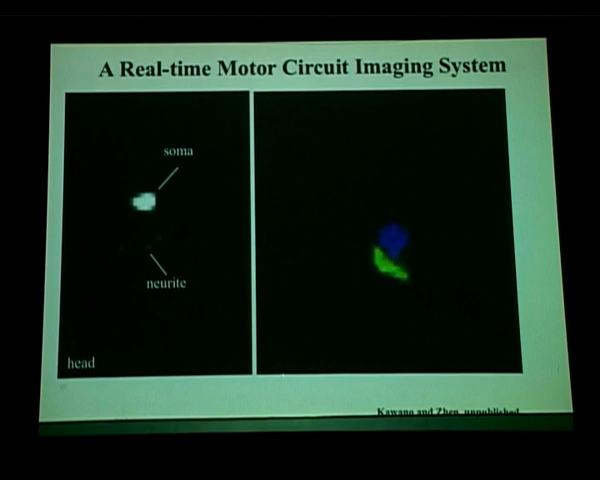 A Real-time Motor Circuit Imaging System
soma
neurite
head
Kawano and Zhen, unpublished